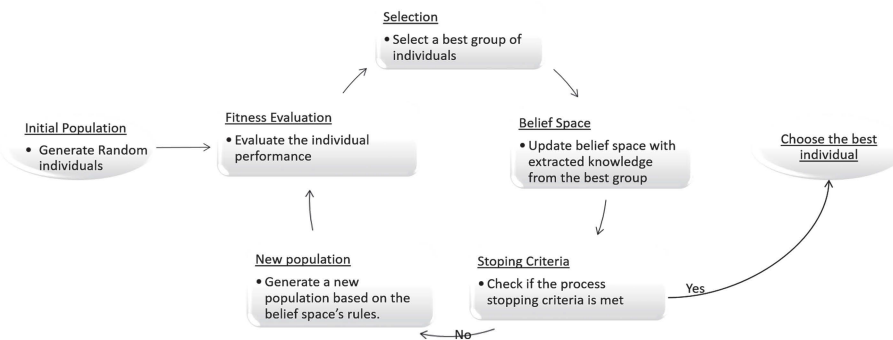 Initial Population
• Generate Random
individuals
Fitness Evaluation
• Evaluate the individual
performance
Selection
• Select a best group of
individuals
Belief Space
• Update belief space with
extracted knowledge
from the best group
Stoping Criteria
• Check if the process
stopping criteria is met
Yes
Choose the best
individual
No
New population
• Generate a new
population based on the
belief space's rules.